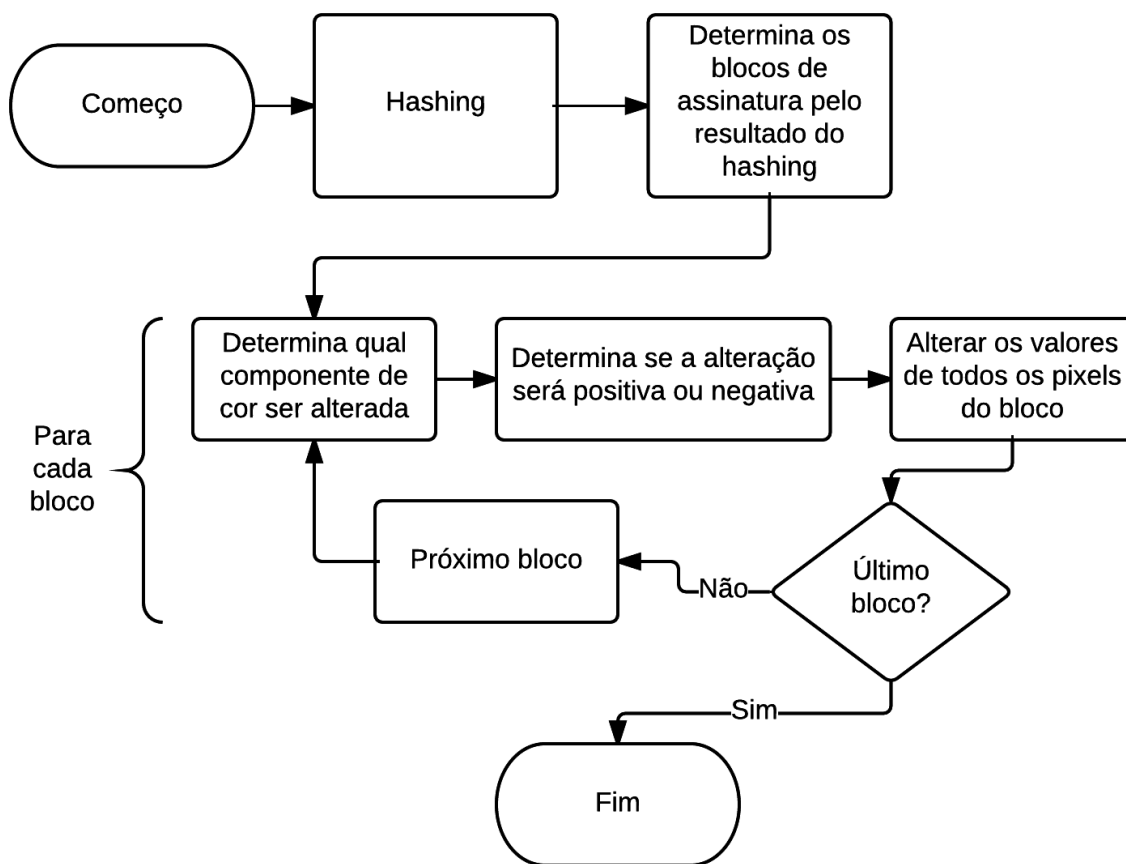 Começo
Hashing
Determina os
blocos de
assinatura pelo
resultado do
hashing
Para
cada
bloco
Determina qual
componente de
cor ser alterada
Determina se a alteração
será positiva ou negativa
Alterar os valores
de todos os pixels
do bloco
Próximo bloco
Não
Último
bloco?
Sim
Fim